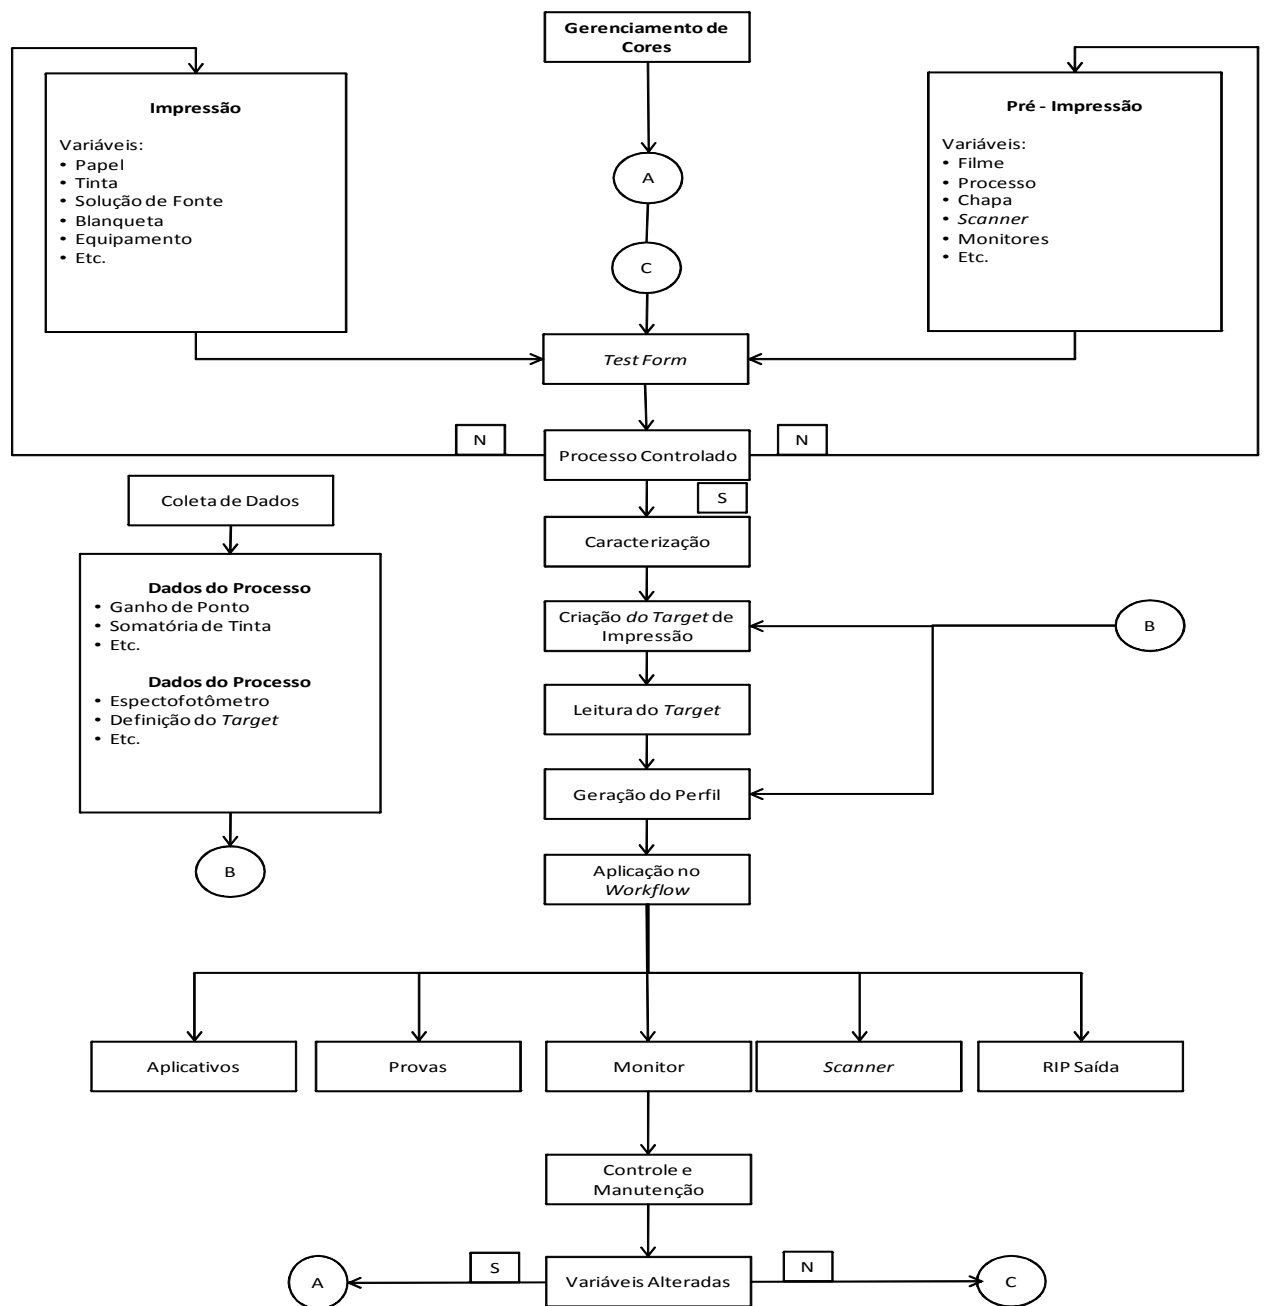 Gerenciamento de
Cores
Impressão
Variáveis:
• Papel
• Tinta
• Solução de Fonte
• Blanqueta
• Equipamento
• Etc.
Pré - Impressão
Variáveis:
• Filme
• Processo
• Chapa
• Scanner
• Monitores
• Etc.
A
C
Test Form
N
Processo Controlado
N
S
Coleta de Dados
Caracterização
Dados do Processo
• Ganho de Ponto
• Somatória de Tinta
• Etc.
Dados do Processo
• Espectofotômetro
• Definição do Target
• Etc.
B
Criação do Target de
Impressão
B
Leitura do Target
Geração do Perfil
Aplicação no
Workflow
Aplicativos
Provas
Monitor
Scanner
RIP Saída
Controle e
Manutenção
A
S
Variáveis Alteradas
N
C